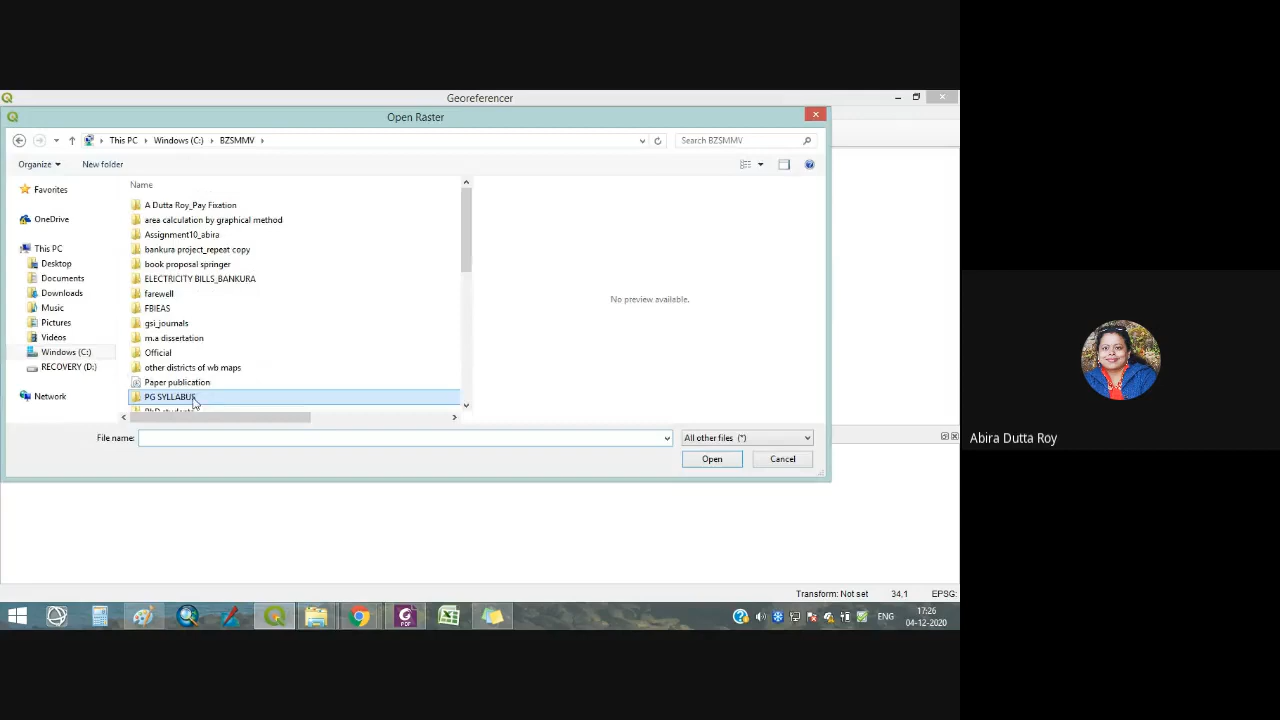 Georeferencer
Open Raster
This PC
Windows (C:)
BZSMMV
Search BZSMMV
Organize
New folder
Favorites
OneDrive
This PC
Desktop
Documents
Downloads
Music
Pictures
Videos
Windows (C:)
RECOVERY (D:)
Network
Name
A Dutta Roy_Pay Fixation
area calculation by graphical method
Assignment10_abira
bankura project_repeat copy
book proposal springer
ELECTRICITY BILLS_BANKURA
farewell
FBIEAS
gsi_journals
m.a dissertation
Official
other districts of wb maps
Paper publication
PG SYLLABUS
PhD students
No preview available.
File name:
All other files (*)
Open
Cancel
Abira Dutta Roy
Transform: Not set
34,1
EPSG:
PDF
ENG
17:26
04-12-2020